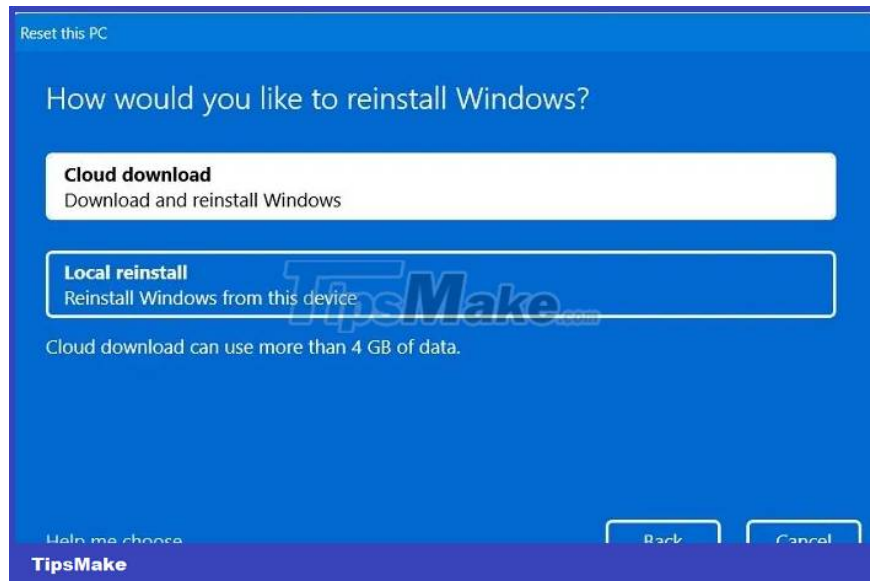 Reset this PC
How would you like to reinstall Windows?
Cloud download
Download and reinstall Windows
Local reinstall
Reinstall Windows from this device
TipsMake.com
Cloud download can use more than 4 GB of data.
Help me choose
Back
Cancel
TipsMake